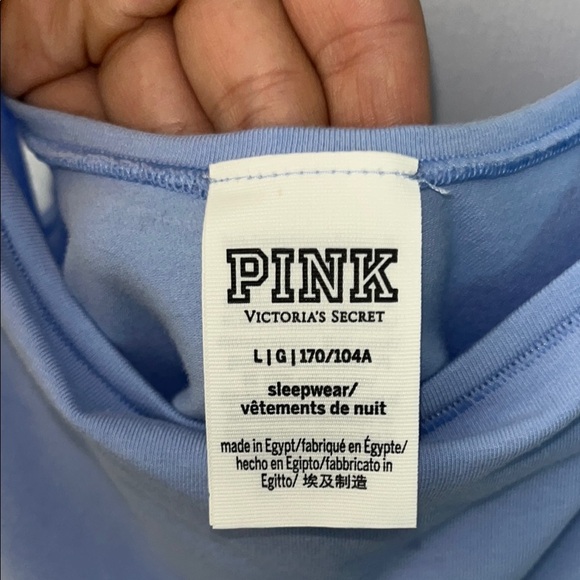 PINK
VICTORIA'S SECRET
L | G | 170/104A
sleepwear/
vêtements de nuit
made in Egypt/fabriqué en Égypte/
hecho en Egipto/fabbricato in
Egitto/ 埃及制造